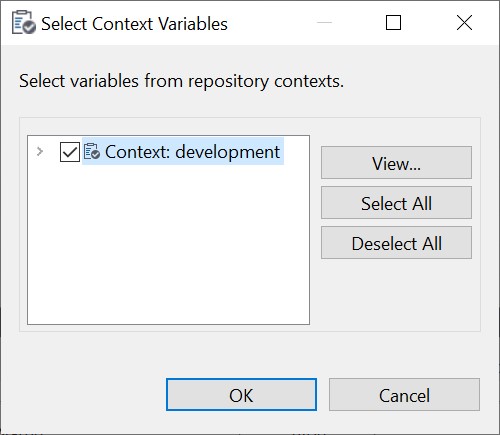 Select Context Variables
Select variables from repository contexts.
Context: development
View...
Select All
Deselect All
OK
Cancel